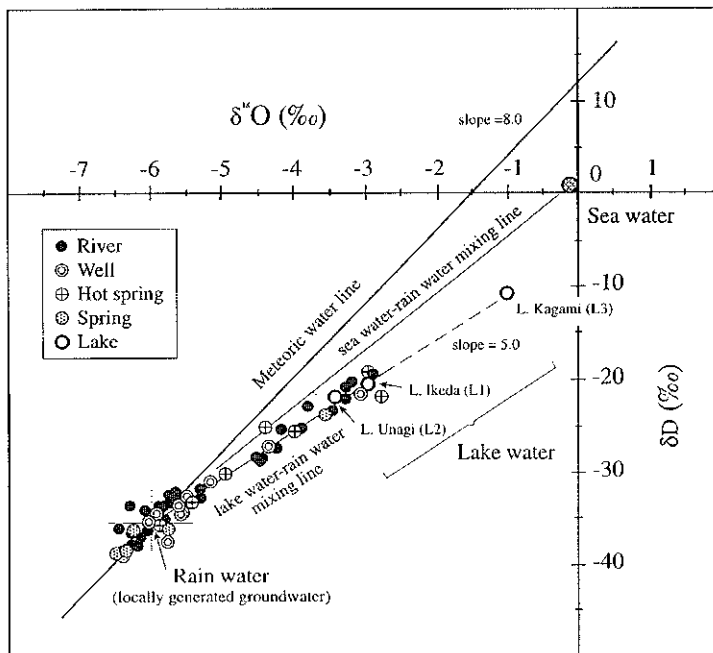 10
δ¹⁸O (‰)
slope =8.0
-7 -6 -5 -4 -3 -2 -1 0 1
Sea water
River
Well
Hot spring
Spring
Lake
Meteoric water line
sea water-rain water mixing line
-10
L. Kagami (L3)
slope = 5.0
-20
L. Ikeda (L1)
L. Unagi (L2)
δD (‰)
Lake water
lake water-rain water
mixing line
-30
Rain water
(locally generated groundwater)
-40